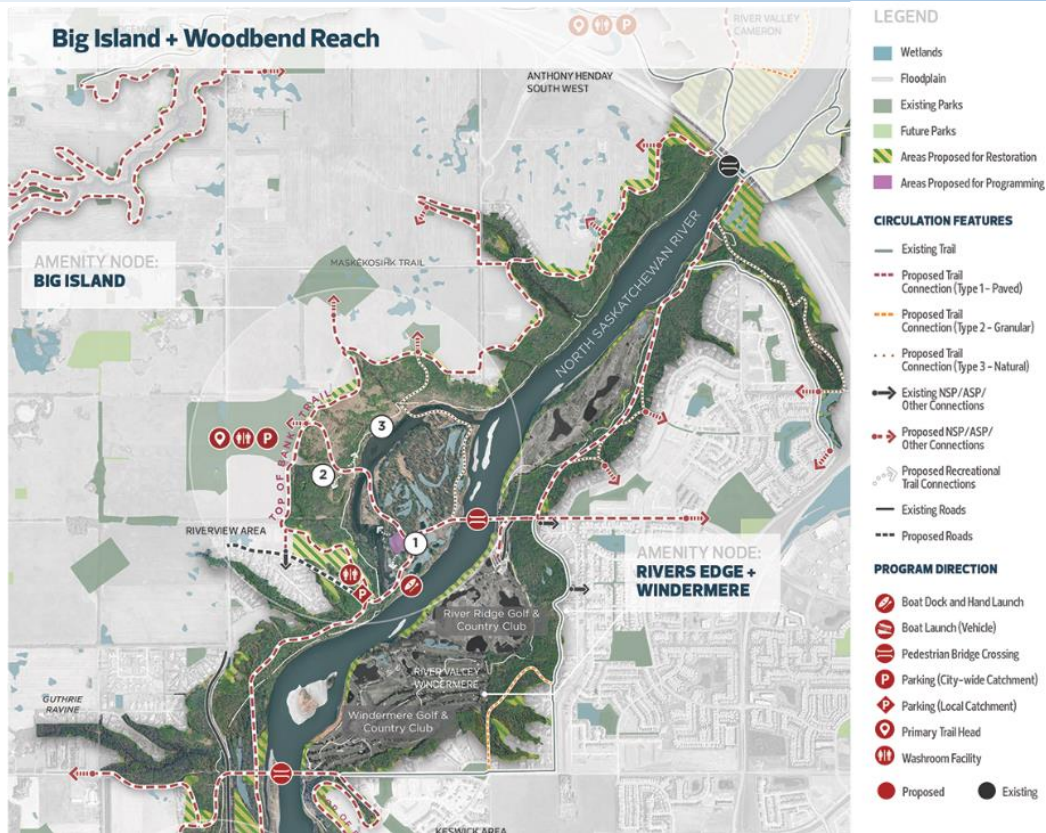 Big Island + Woodbend Reach
RIVER VALLEY
CAMERON
ANTHONY HENDAY
SOUTH WEST
P
AMENITY NODE:
BIG ISLAND
MASKÊKOSIHK TRAIL
NORTH SASKATCHEWAN RIVER
TOP OF BANK TRAIL
P
3
2
1
RIVERVIEW AREA
P
AMENITY NODE:
RIVERS EDGE +
WINDERMERE
River Ridge Golf &
Country Club
RIVER VALLEY
WINDERMERE
Windermere Golf &
Country Club
GUTHRIE
RAVINE
KESWICK AREA
LEGEND
Wetlands
Floodplain
Existing Parks
Future Parks
Areas Proposed for Restoration
Areas Proposed for Programming
CIRCULATION FEATURES
Existing Trail
Proposed Trail
Connection (Type 1 - Paved)
Proposed Trail
Connection (Type 2 - Granular)
Proposed Trail
Connection (Type 3 - Natural)
Existing NSP/ASP/
Other Connections
Proposed NSP/ASP/
Other Connections
Proposed Recreational
Trail Connections
Existing Roads
Proposed Roads
PROGRAM DIRECTION
Boat Dock and Hand Launch
Boat Launch (Vehicle)
Pedestrian Bridge Crossing
P Parking (City-wide Catchment)
P Parking (Local Catchment)
Primary Trail Head
Washroom Facility
Proposed Existing